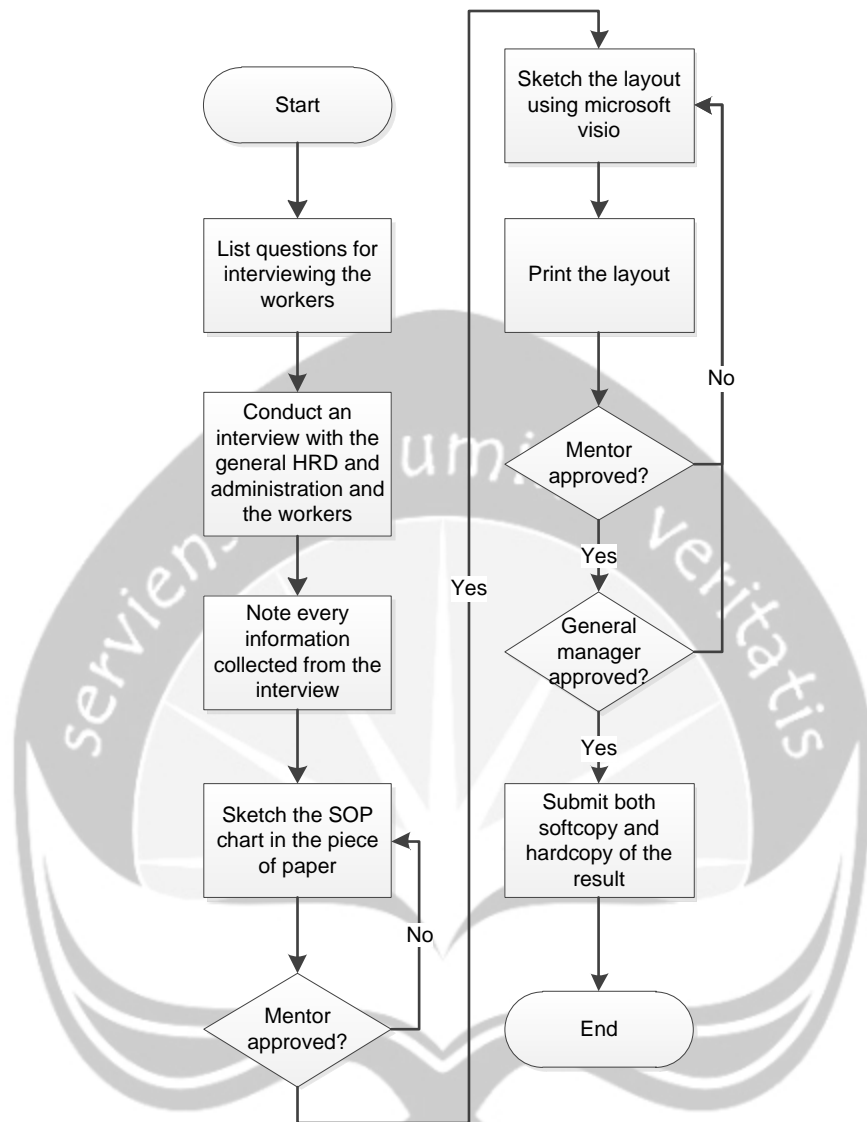 Start
List questions for
interviewing the
workers
Conduct an
interview with the
general HRD and
administration and
the workers
Note every
information
collected from the
interview
Sketch the SOP
chart in the piece
of paper
No
Mentor
approved?
Yes
Sketch the layout
using microsoft
visio
Print the layout
No
Mentor
approved?
Yes
General
manager
approved?
Yes
Submit both
softcopy and
hardcopy of the
result
End
serviens
umin
veritatis